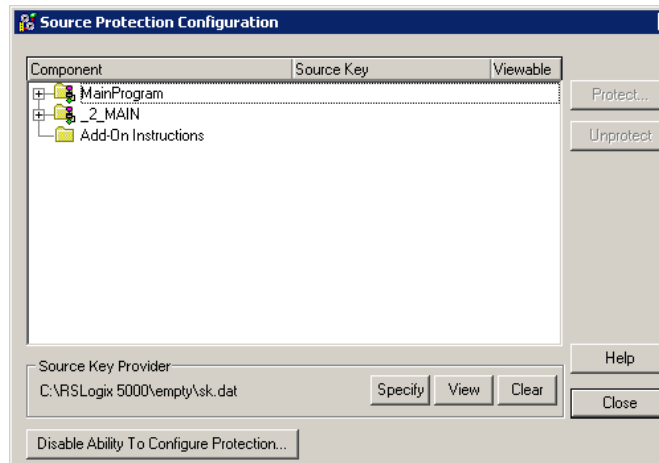 Source Protection Configuration
Component Source Key Viewable
MainProgram
_2_MAIN
Add-On Instructions
Protect...
Unprotect
Help
Source Key Provider
C:\RSLogix 5000\empty\sk.dat
Specify View Clear
Close
Disable Ability To Configure Protection...